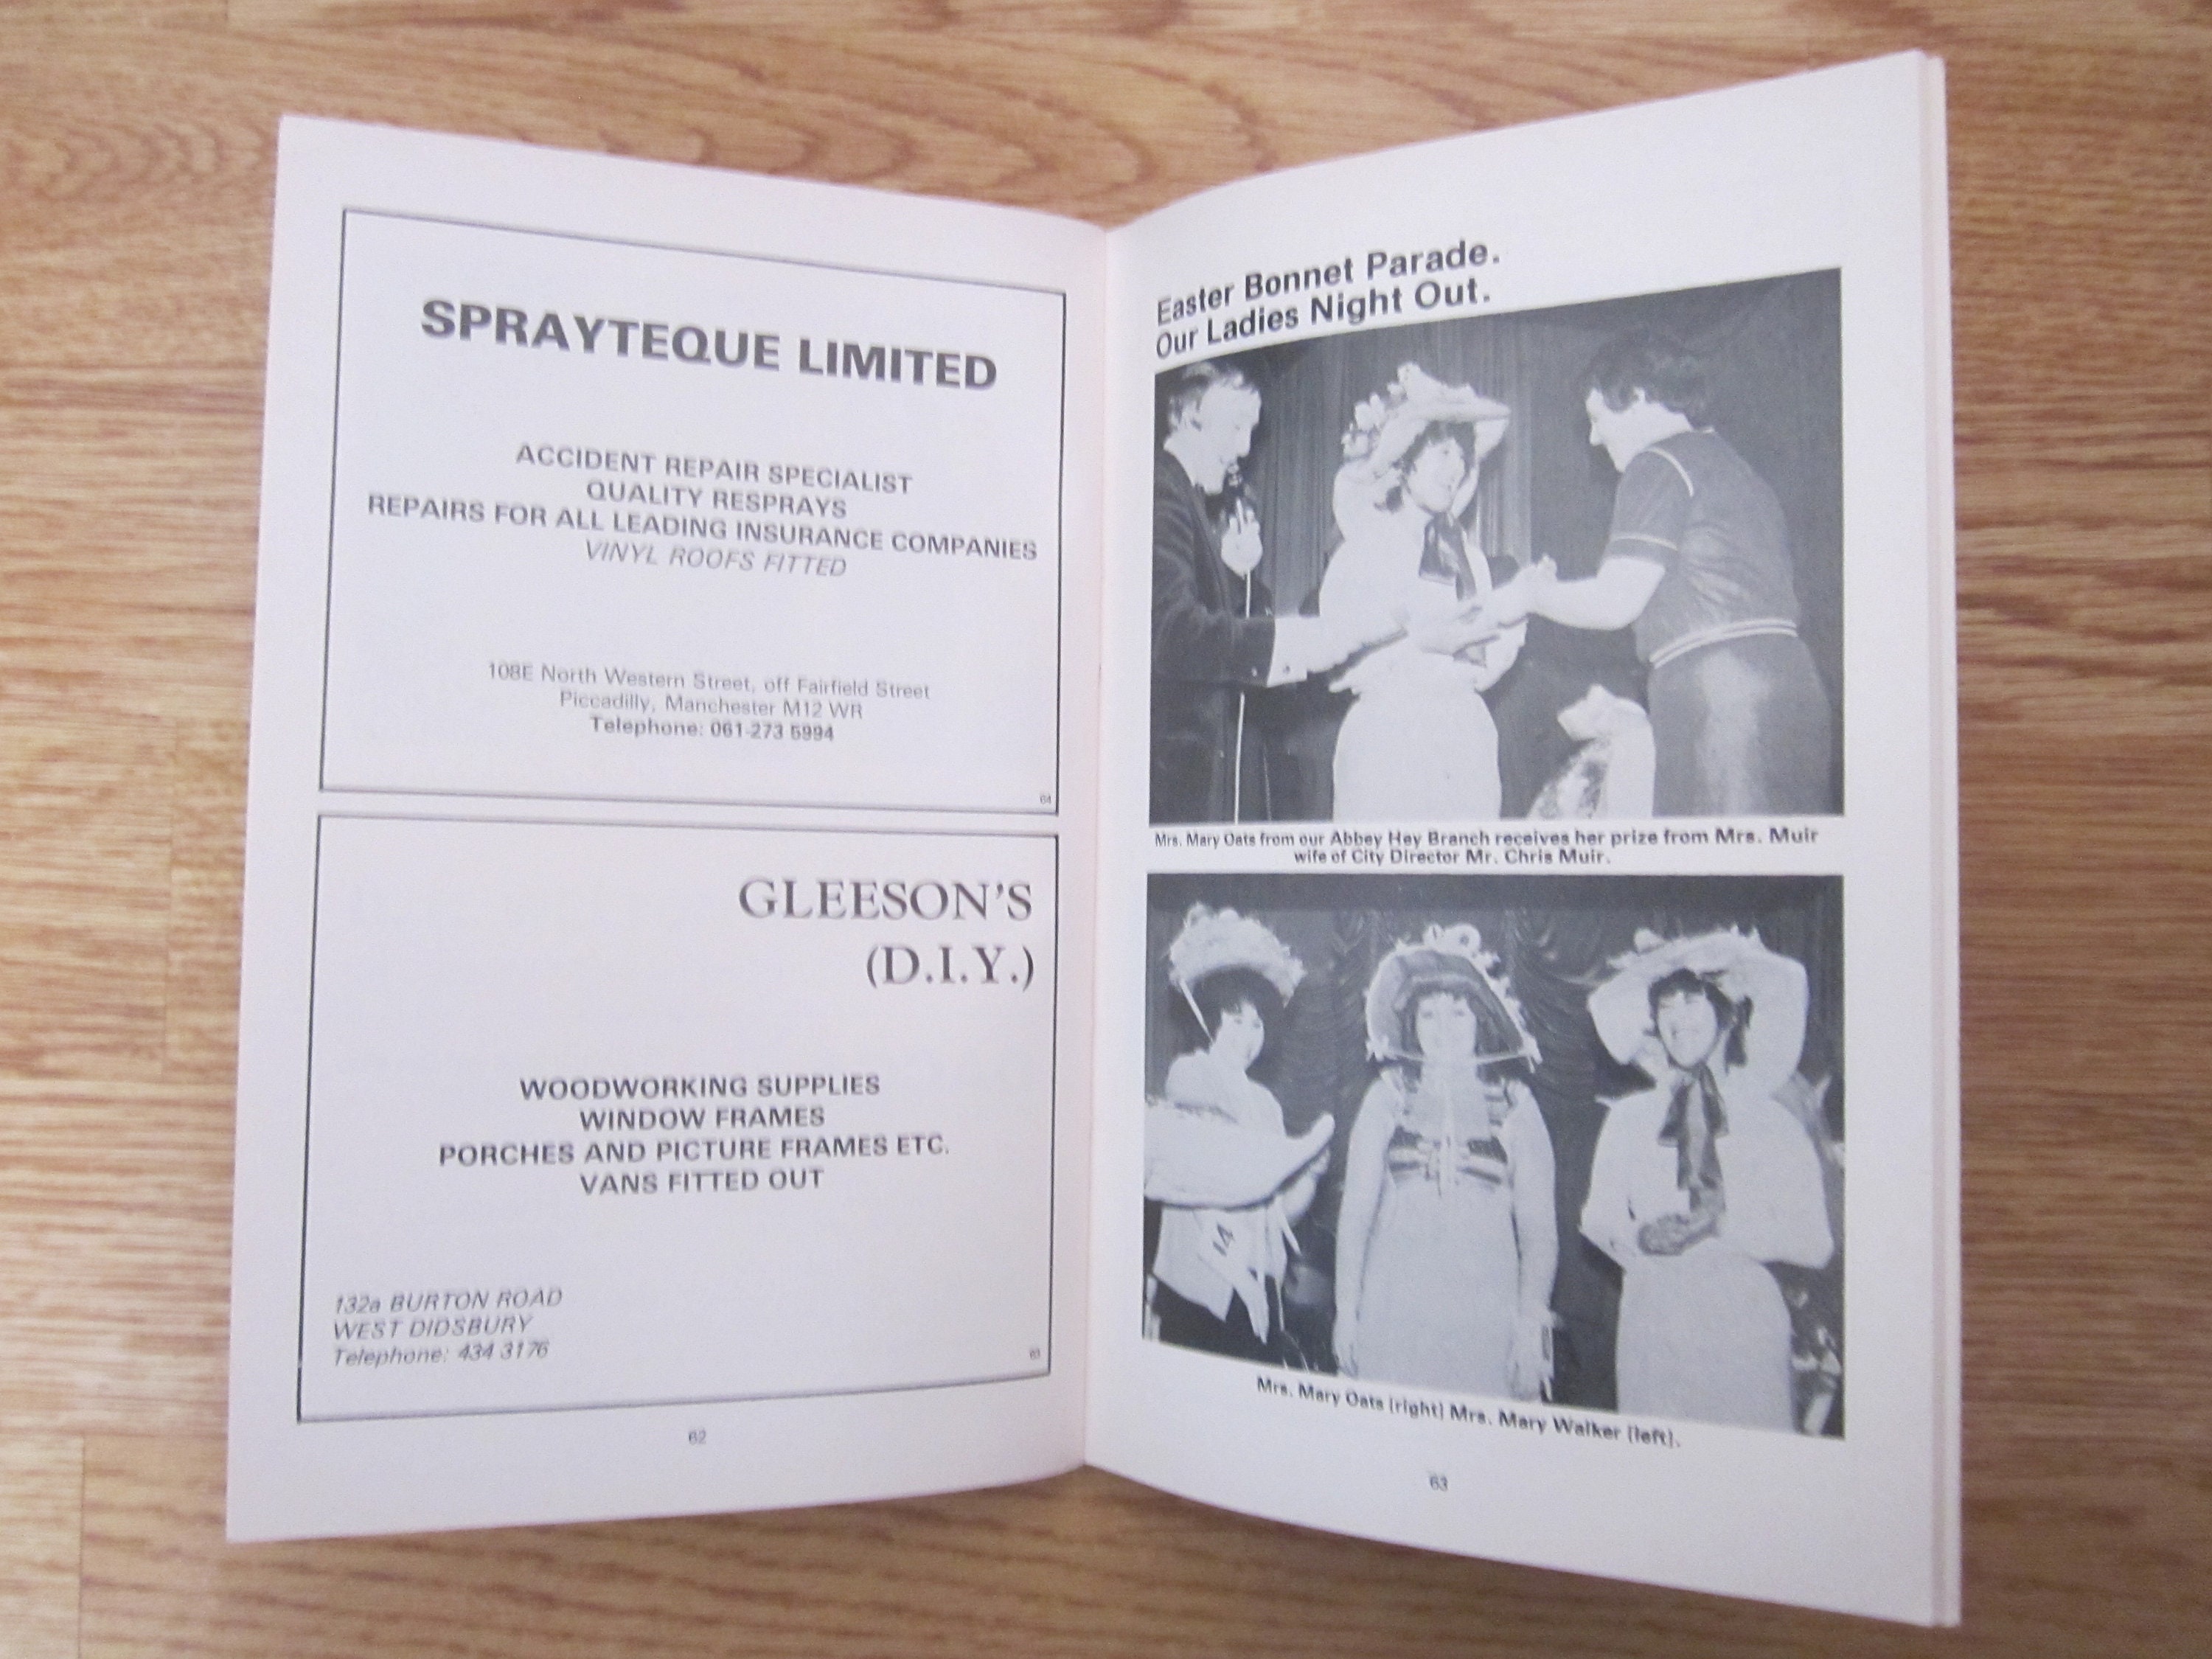 SPRAYTEQUE LIMITED
ACCIDENT REPAIR SPECIALIST
QUALITY RESPRAYS
REPAIRS FOR ALL LEADING INSURANCE COMPANIES
VINYL ROOFS FITTED
108E North Western Street, off Fairfield Street
Piccadilly, Manchester M12 WR
Telephone: 061-273 5994
64
GLEESON'S
(D.I.Y.)
WOODWORKING SUPPLIES
WINDOW FRAMES
PORCHES AND PICTURE FRAMES ETC.
VANS FITTED OUT
132a BURTON ROAD
WEST DIDSBURY
Telephone: 434 3176
62
Easter Bonnet Parade.
Our Ladies Night Out.
Mrs. Mary Oats from our Abbey Hey Branch receives her prize from Mrs. Muir
wife of City Director Mr. Chris Muir.
14
Mrs. Mary Oats (right) Mrs. Mary Walker (left).
63